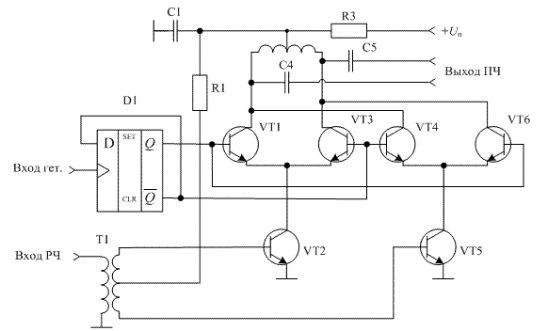 C1
R3
+Uп
C5
C4
Выход ПЧ
R1
D1
VT1
VT3
VT4
VT6
D
SET
Q
Вход гет.
CLR
Q̅
T1
Вход РЧ
VT2
VT5